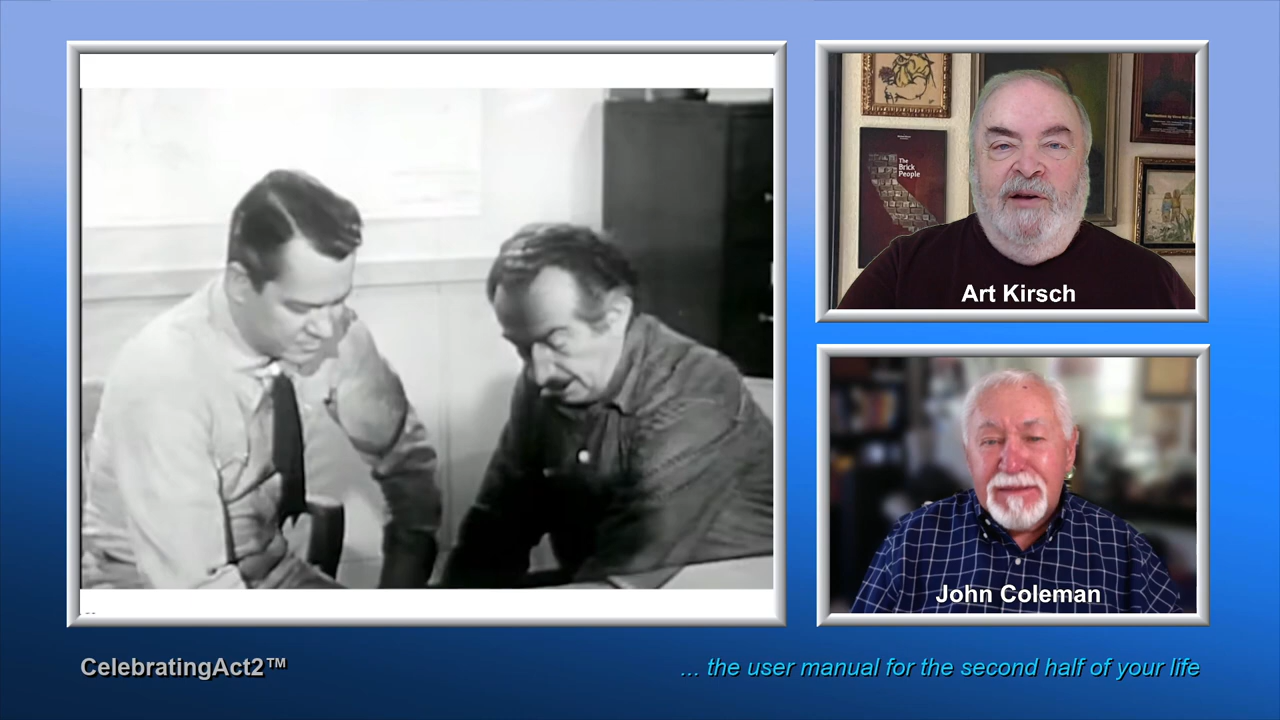 The
Brick
People
Art Kirsch
John Coleman
CelebratingAct2™
... the user manual for the second half of your life